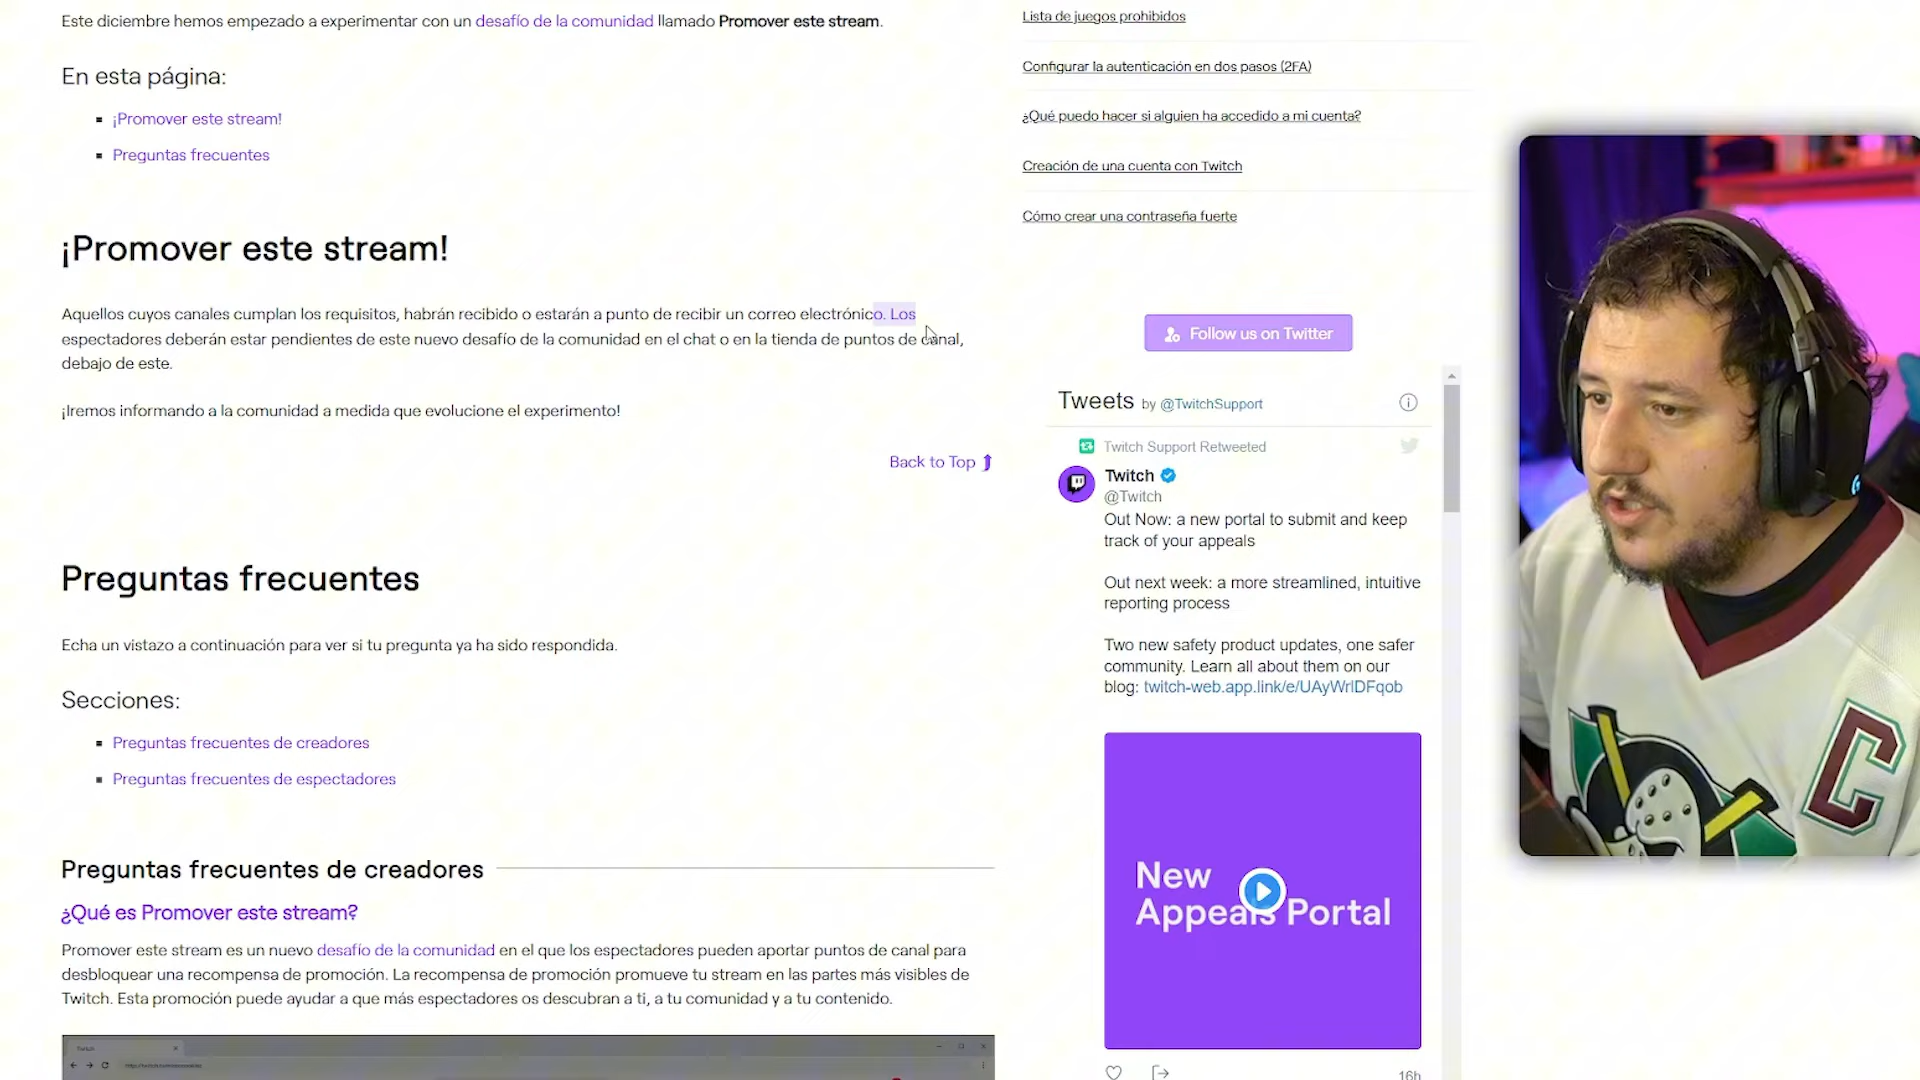 Este diciembre hemos empezado a experimentar con un desafío de la comunidad llamado Promover este stream.
En esta página:
¡Promover este stream!
Preguntas frecuentes
¡Promover este stream!
Aquellos cuyos canales cumplan los requisitos, habrán recibido o estarán a punto de recibir un correo electrónico. Los
espectadores deberán estar pendientes de este nuevo desafío de la comunidad en el chat o en la tienda de puntos de canal,
debajo de este.
¡Iremos informando a la comunidad a medida que evolucione el experimento!
Back to Top
Preguntas frecuentes
Echa un vistazo a continuación para ver si tu pregunta ya ha sido respondida.
Secciones:
Preguntas frecuentes de creadores
Preguntas frecuentes de espectadores
Preguntas frecuentes de creadores
¿Qué es Promover este stream?
Promover este stream es un nuevo desafío de la comunidad en el que los espectadores pueden aportar puntos de canal para
desbloquear una recompensa de promoción. La recompensa de promoción promueve tu stream en las partes más visibles de
Twitch. Esta promoción puede ayudar a que más espectadores os descubran a ti, a tu comunidad y a tu contenido.
Twitch
Lista de juegos prohibidos
Configurar la autenticación en dos pasos (2FA)
¿Qué puedo hacer si alguien ha accedido a mi cuenta?
Creación de una cuenta con Twitch
Cómo crear una contraseña fuerte
Follow us on Twitter
Tweets by @TwitchSupport
Twitch Support Retweeted
Twitch
@Twitch
Out Now: a new portal to submit and keep
track of your appeals
Out next week: a more streamlined, intuitive
reporting process
Two new safety product updates, one safer
community. Learn all about them on our
blog: twitch-web.app.link/e/UAyWrlDFqob
New
Appeals Portal
16h
C